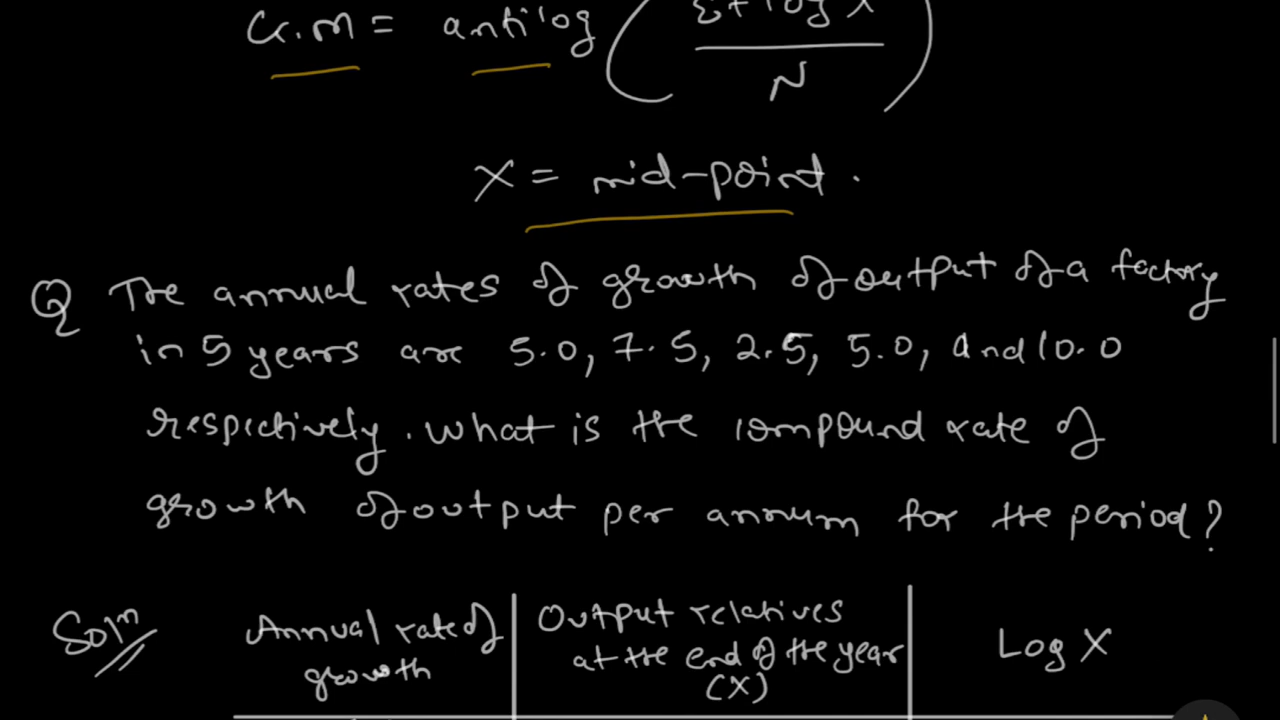 G.M = antilog ( Σf log X / N )
X = mid-point.
Q The annual rates of growth of output of a factory
in 5 years are 5.0, 7.5, 2.5, 5.0, and 10.0
respectively. What is the compound rate of
growth of output per annum for the period?
Soln Annual rate of growth | Output relatives at the end of the year (X) | Log X